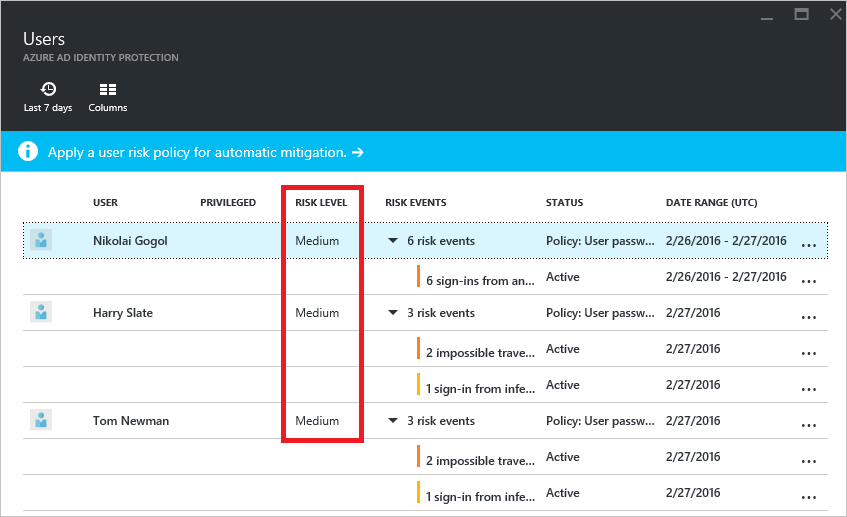 Users
AZURE AD IDENTITY PROTECTION
Last 7 days Columns
Apply a user risk policy for automatic mitigation. →
USER PRIVILEGED RISK LEVEL RISK EVENTS STATUS DATE RANGE (UTC)
Nikolai Gogol Medium 6 risk events Policy: User passw... 2/26/2016 - 2/27/2016 ...
6 sign-ins from an... Active 2/26/2016 - 2/27/2016 ...
Harry Slate Medium 3 risk events Policy: User passw... 2/27/2016 ...
2 impossible trave... Active 2/27/2016 ...
1 sign-in from infe... Active 2/27/2016 ...
Tom Newman Medium 3 risk events Policy: User passw... 2/27/2016 ...
2 impossible trave... Active 2/27/2016 ...
1 sign-in from infe... Active 2/27/2016 ...